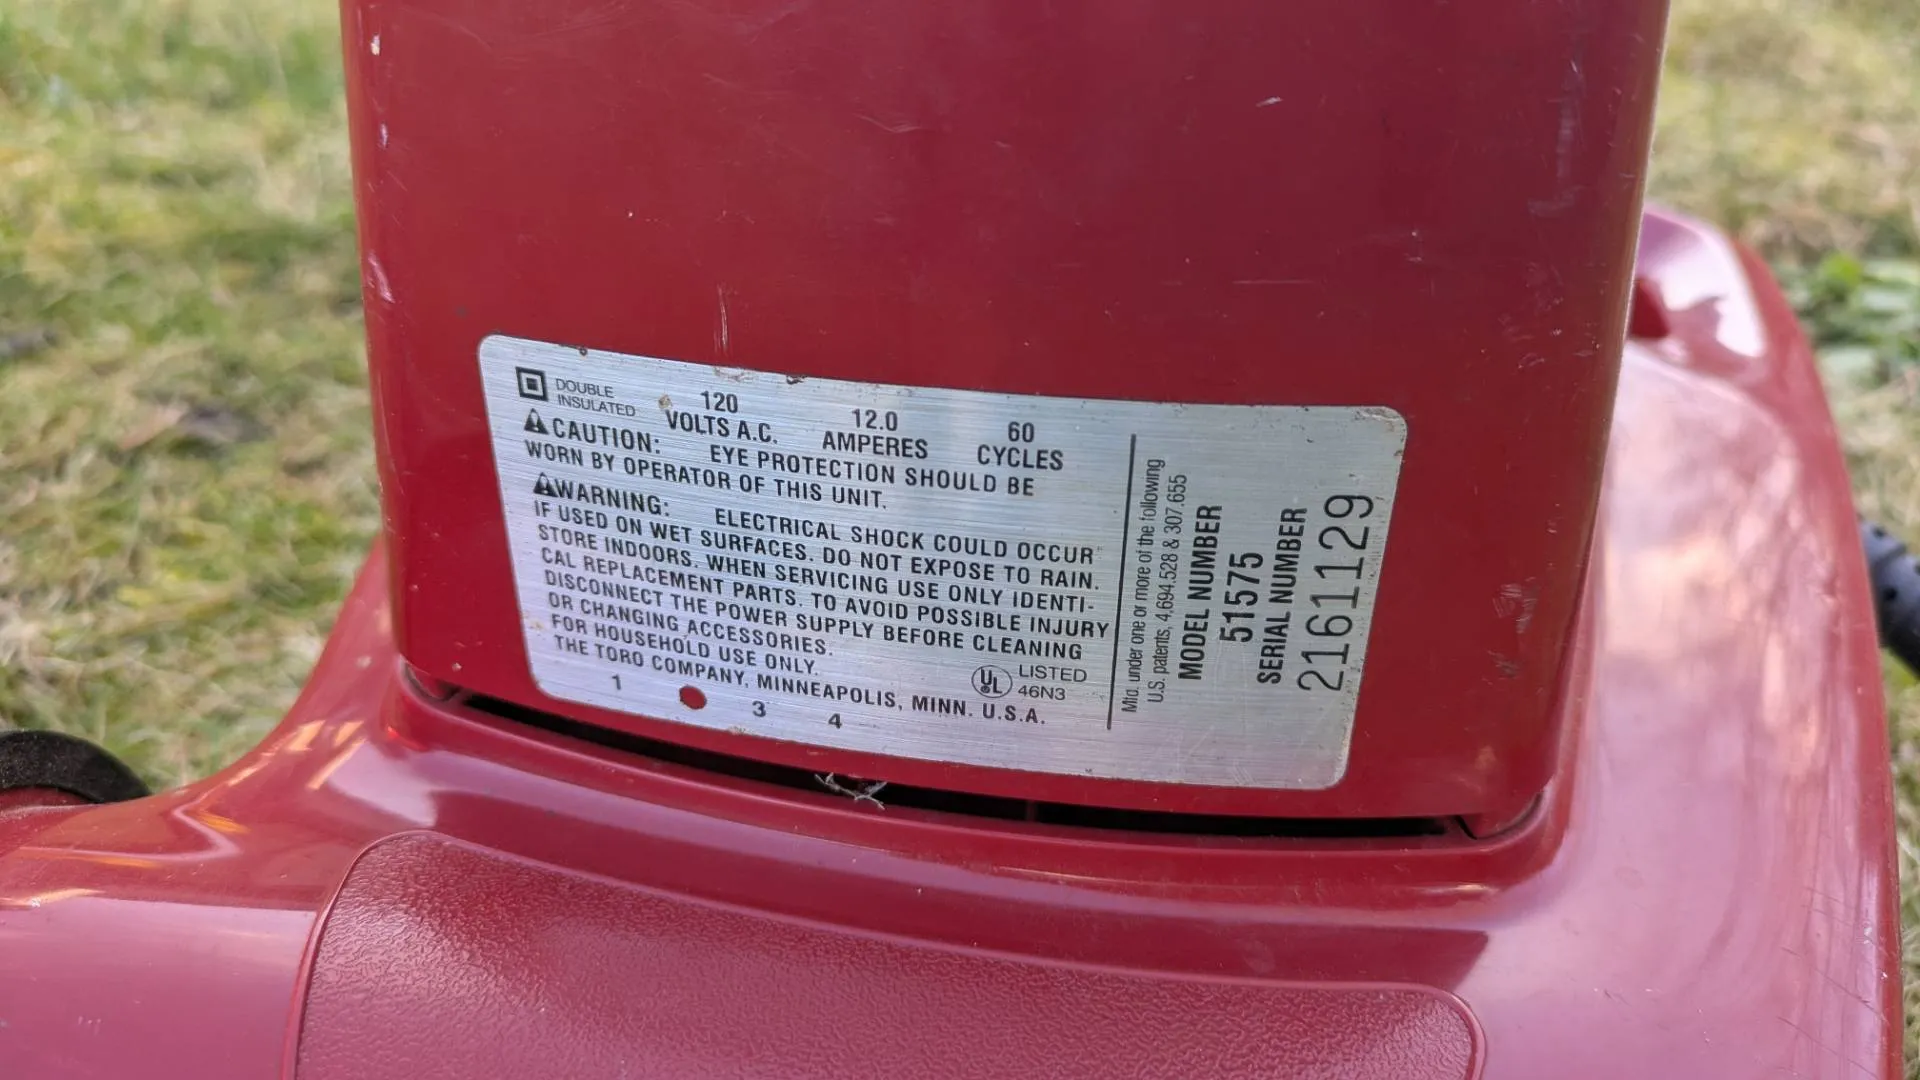 DOUBLE
INSULATED
120
VOLTS A.C.
12.0
AMPERES
60
CYCLES
CAUTION: EYE PROTECTION SHOULD BE
WORN BY OPERATOR OF THIS UNIT.
WARNING: ELECTRICAL SHOCK COULD OCCUR
IF USED ON WET SURFACES. DO NOT EXPOSE TO RAIN.
STORE INDOORS. WHEN SERVICING USE ONLY IDENTI-
CAL REPLACEMENT PARTS. TO AVOID POSSIBLE INJURY
DISCONNECT THE POWER SUPPLY BEFORE CLEANING
OR CHANGING ACCESSORIES.
FOR HOUSEHOLD USE ONLY.
THE TORO COMPANY, MINNEAPOLIS, MINN. U.S.A.
UL
LISTED
46N3
1 3 4
Mfd. under one or more of the following
U.S. patents, 4,694,528 & 307,655
MODEL NUMBER
51575
SERIAL NUMBER
2161129